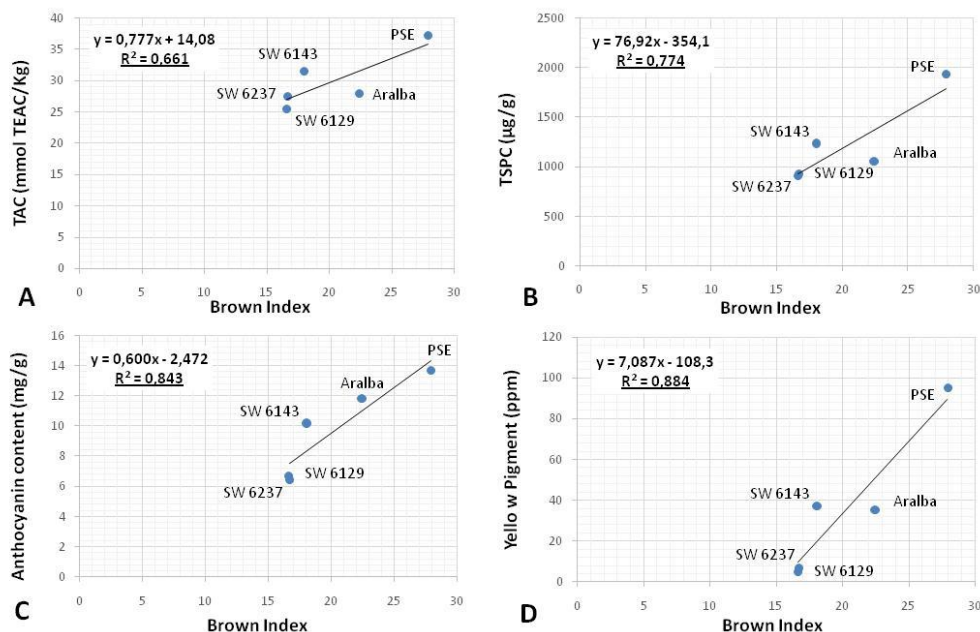 40
35
30
25
20
15
10
5
0
TAC (mmol TEAC/Kg)
y = 0,777x + 14,08
R² = 0,661
SW 6143
PSE
SW 6237
Aralba
SW 6129
0 5 10 15 20 25 30
A
Brown Index
2500
2000
1500
1000
500
0
TSPC (µg/g)
y = 76,92x - 354,1
R² = 0,774
PSE
SW 6143
Aralba
SW 6129
SW 6237
0 5 10 15 20 25 30
B
Brown Index
16
14
12
10
8
6
4
2
0
Anthocyanin content (mg/g)
y = 0,600x - 2,472
R² = 0,843
PSE
Aralba
SW 6143
SW 6129
SW 6237
0 5 10 15 20 25 30
C
Brown Index
120
100
80
60
40
20
0
Yello w Pigment (ppm)
y = 7,087x - 108,3
R² = 0,884
PSE
SW 6143
Aralba
SW 6237
SW 6129
0 5 10 15 20 25 30
D
Brown Index